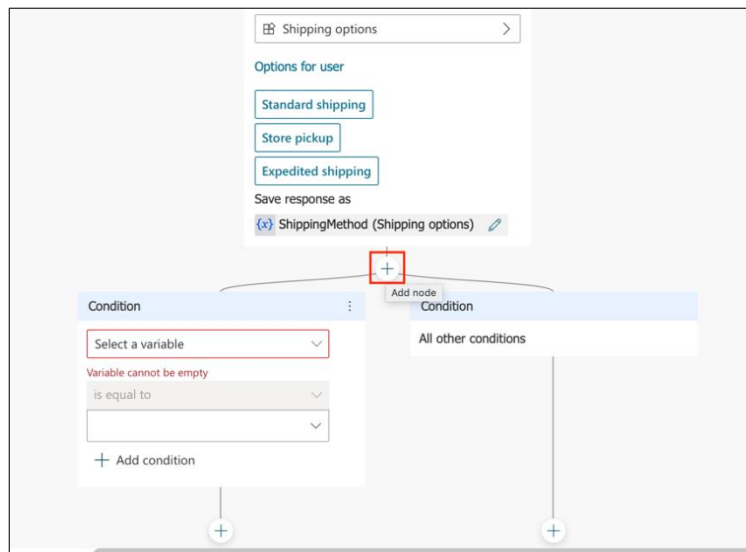 Shipping options
Options for user
Standard shipping
Store pickup
Expedited shipping
Save response as
{x} ShippingMethod (Shipping options)
Add node
Condition
Select a variable
Variable cannot be empty
is equal to
Add condition
Condition
All other conditions